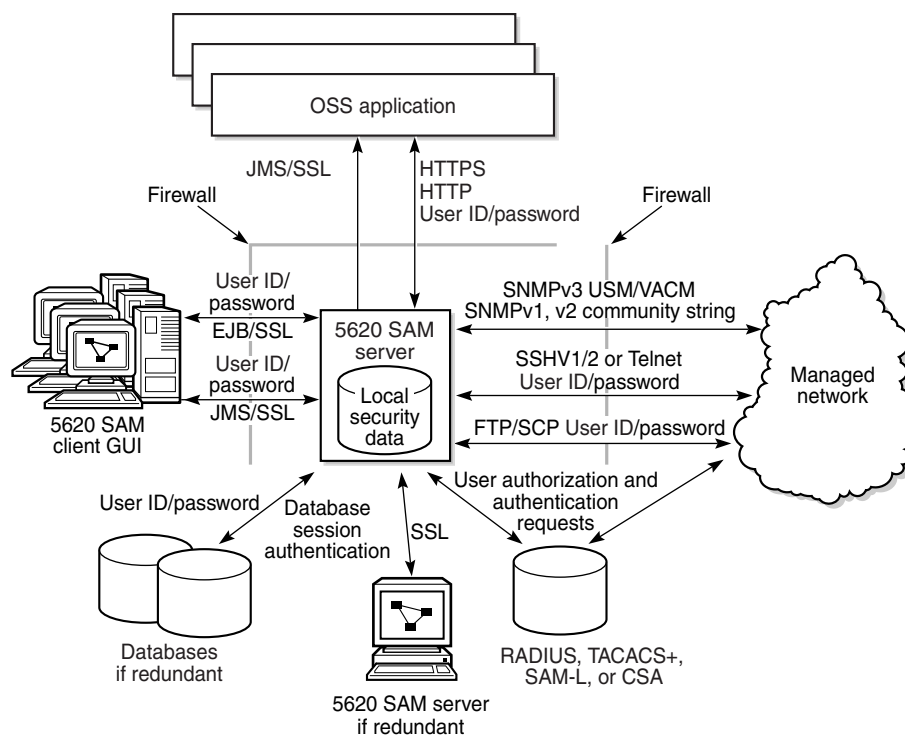 OSS application
JMS/SSL
HTTPS
HTTP
User ID/password
Firewall
Firewall
User ID/
password
EJB/SSL
User ID/
password
JMS/SSL
5620 SAM
client GUI
5620 SAM
server
Local
security
data
SNMPv3 USM/VACM
SNMPv1, v2 community string
SSHV1/2 or Telnet
User ID/password
FTP/SCP User ID/password
Managed
network
User ID/password
Database
session
authentication
SSL
User authorization and
authentication
requests
Databases
if redundant
5620 SAM server
if redundant
RADIUS, TACACS+,
SAM-L, or CSA